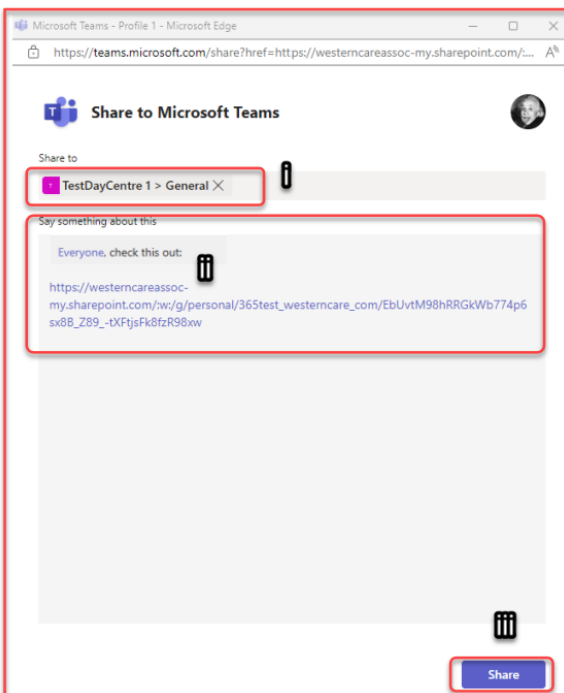 Microsoft Teams - Profile 1 - Microsoft Edge
https://teams.microsoft.com/share?href=https://westerncareassoc-my.sharepoint.com/:...
Share to Microsoft Teams
Share to
T TestDayCentre 1 > General
i
Say something about this
Everyone, check this out:
ii
https://westerncareassoc-
my.sharepoint.com/:w:/g/personal/365test_westerncare_com/EbUvtM98hRRGkWb774p6
sx8B_Z89_-tXFtjsFk8fzR98xw
iii
Share